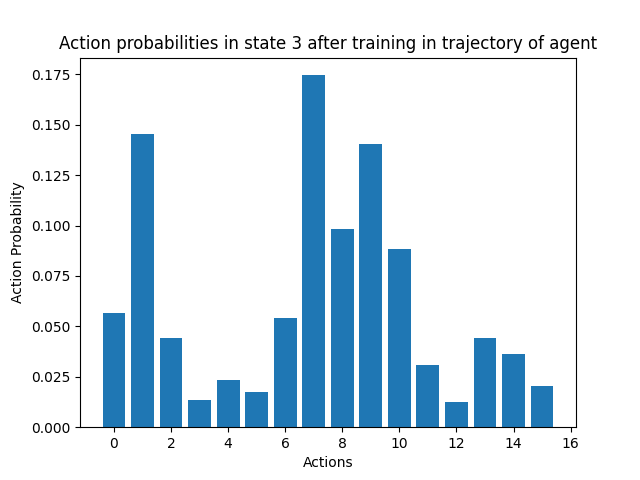 Action probabilities in state 3 after training in trajectory of agent
0.175
0.150
0.125
0.100
0.075
0.050
0.025
0.000
Action Probability
0 2 4 6 8 10 12 14 16
Actions